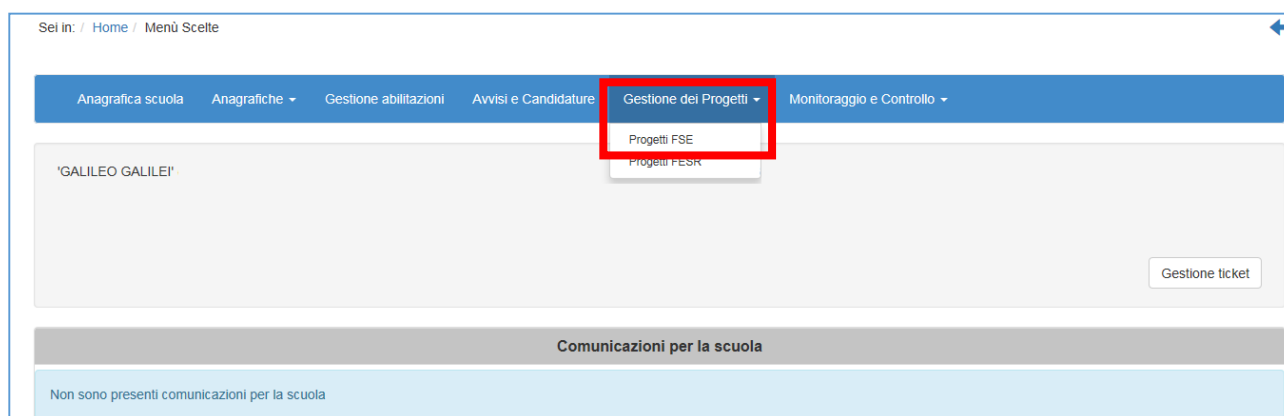 Sei in: / Home / Menù Scelte
Anagrafica scuola Anagrafiche Gestione abilitazioni Avvisi e Candidature Gestione dei Progetti Monitoraggio e Controllo
Progetti FSE
Progetti FESR
'GALILEO GALILEI'
Gestione ticket
Comunicazioni per la scuola
Non sono presenti comunicazioni per la scuola